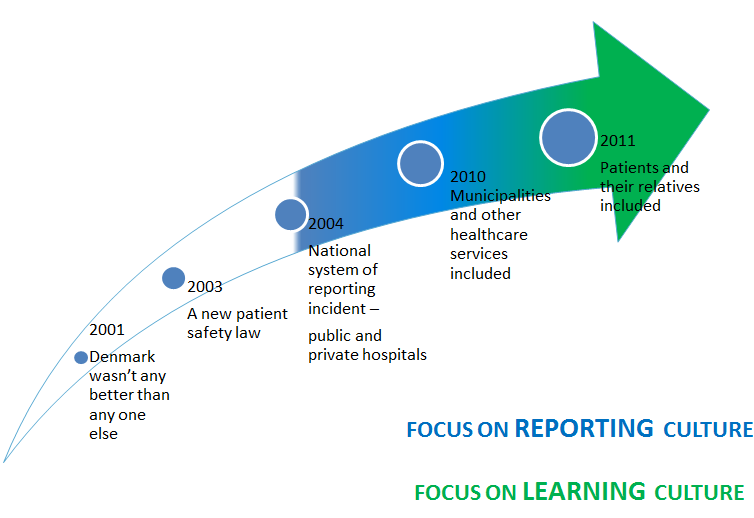 2001
Denmark
wasn't any
better than
any one
else
2003
A new patient
safety law
2004
National
system of
reporting
incident –
public and
private hospitals
2010
Municipalities
and other
healthcare
services
included
2011
Patients and
their relatives
included
FOCUS ON REPORTING CULTURE
FOCUS ON LEARNING CULTURE